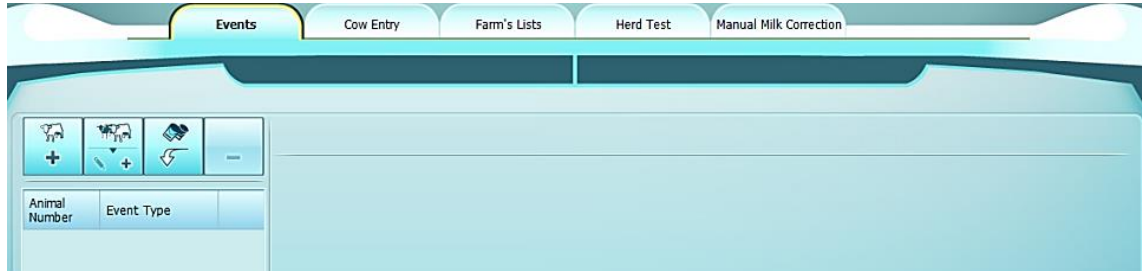 Events Cow Entry Farm's Lists Herd Test Manual Milk Correction
Animal
Number Event Type